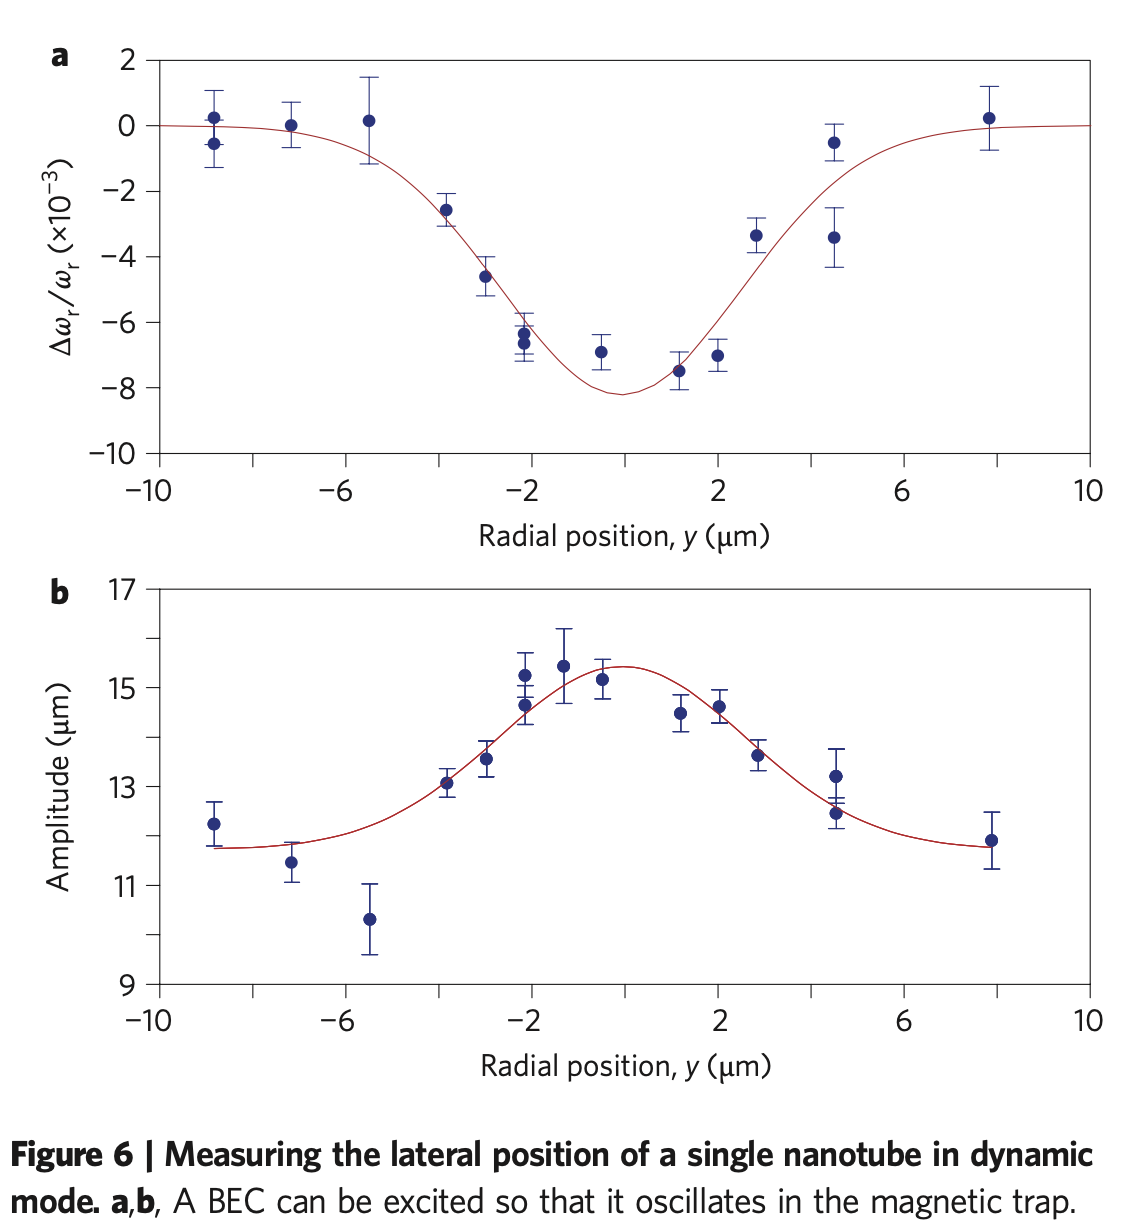 a
2
0
−2
−4
−6
−8
−10
Δωr/ωr (×10−3)
−10 −6 −2 2 6 10
Radial position, y (μm)
b
17
15
13
11
9
Amplitude (μm)
−10 −6 −2 2 6 10
Radial position, y (μm)
Figure 6 | Measuring the lateral position of a single nanotube in dynamic
mode. a,b, A BEC can be excited so that it oscillates in the magnetic trap.